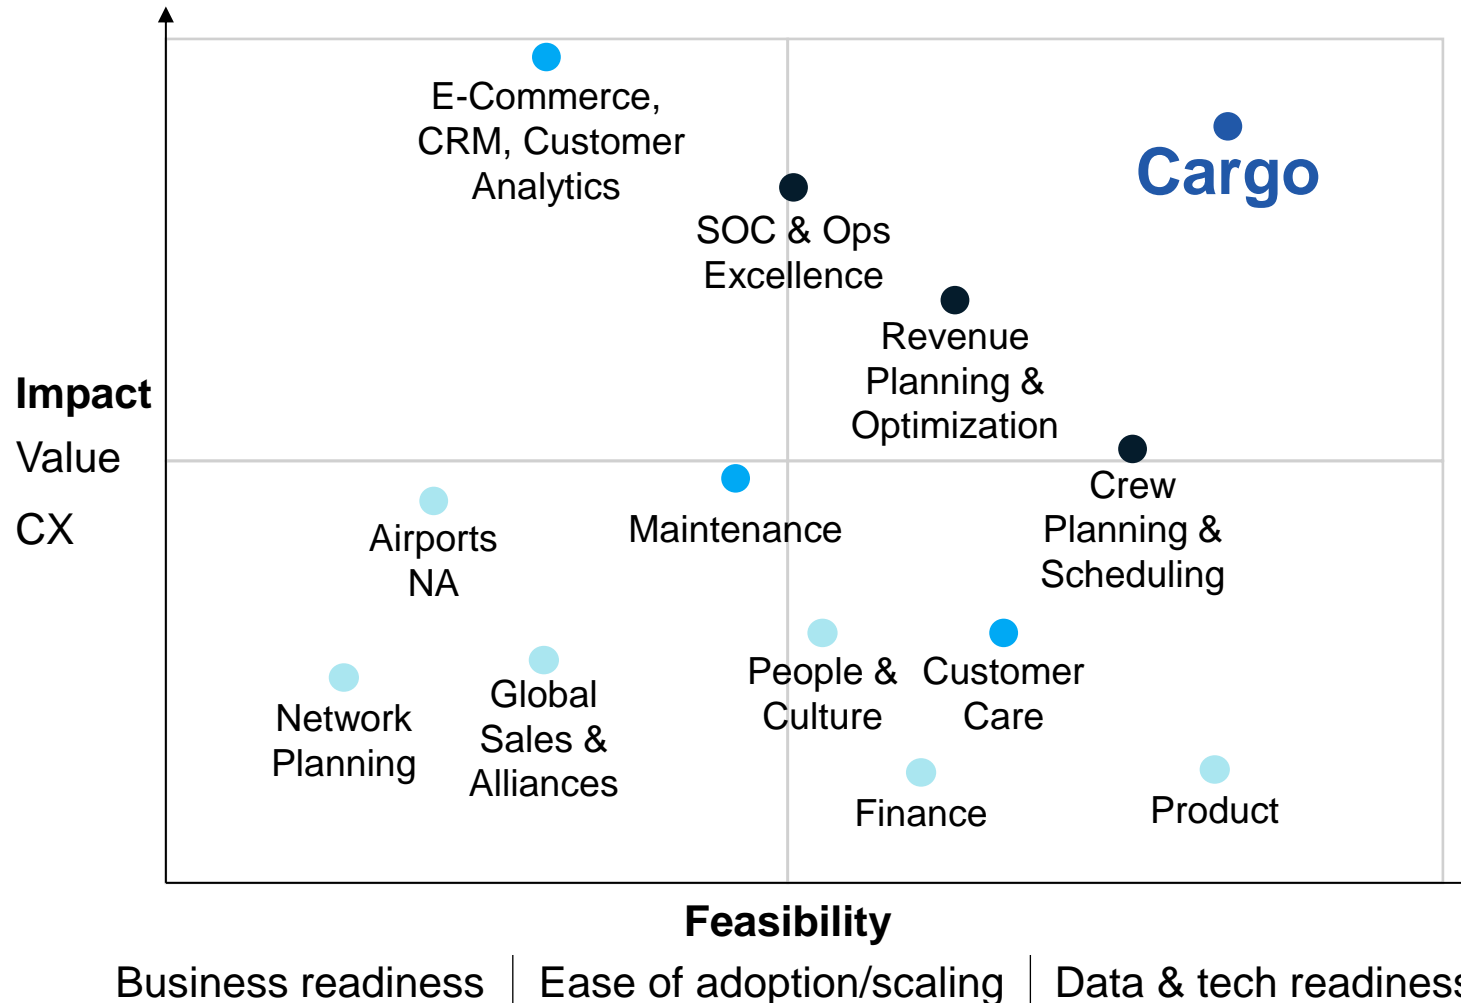 E-Commerce,
CRM, Customer
Analytics
Cargo
SOC & Ops
Excellence
Revenue
Planning &
Optimization
Impact
Value
CX
Crew
Planning &
Scheduling
Maintenance
Airports
NA
People &
Culture
Customer
Care
Global
Sales &
Alliances
Network
Planning
Finance
Product
Feasibility
Business readiness
Ease of adoption/scaling
Data & tech readiness